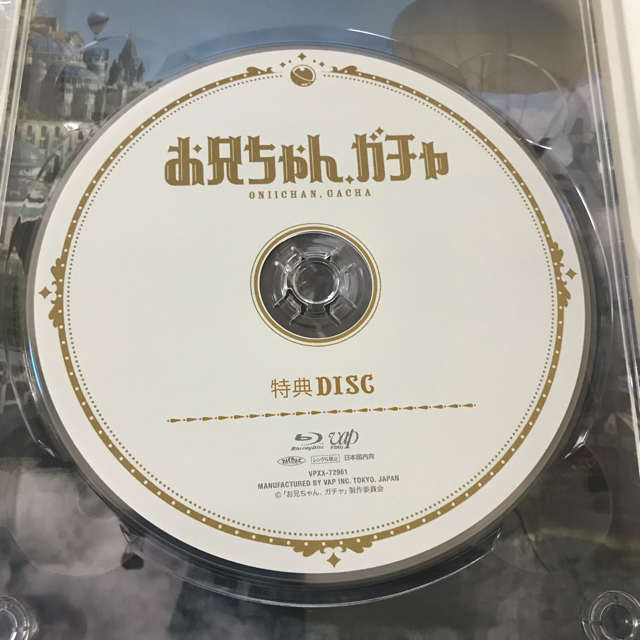 お兄ちゃん、ガチャ
ONIICHAN, GACHA
特典DISC
Blu-ray Disc vap VIDEO
レンタル禁止 日本国内向
VPXX-72961
MANUFACTURED BY VAP INC. TOKYO, JAPAN
©「お兄ちゃん、ガチャ」製作委員会